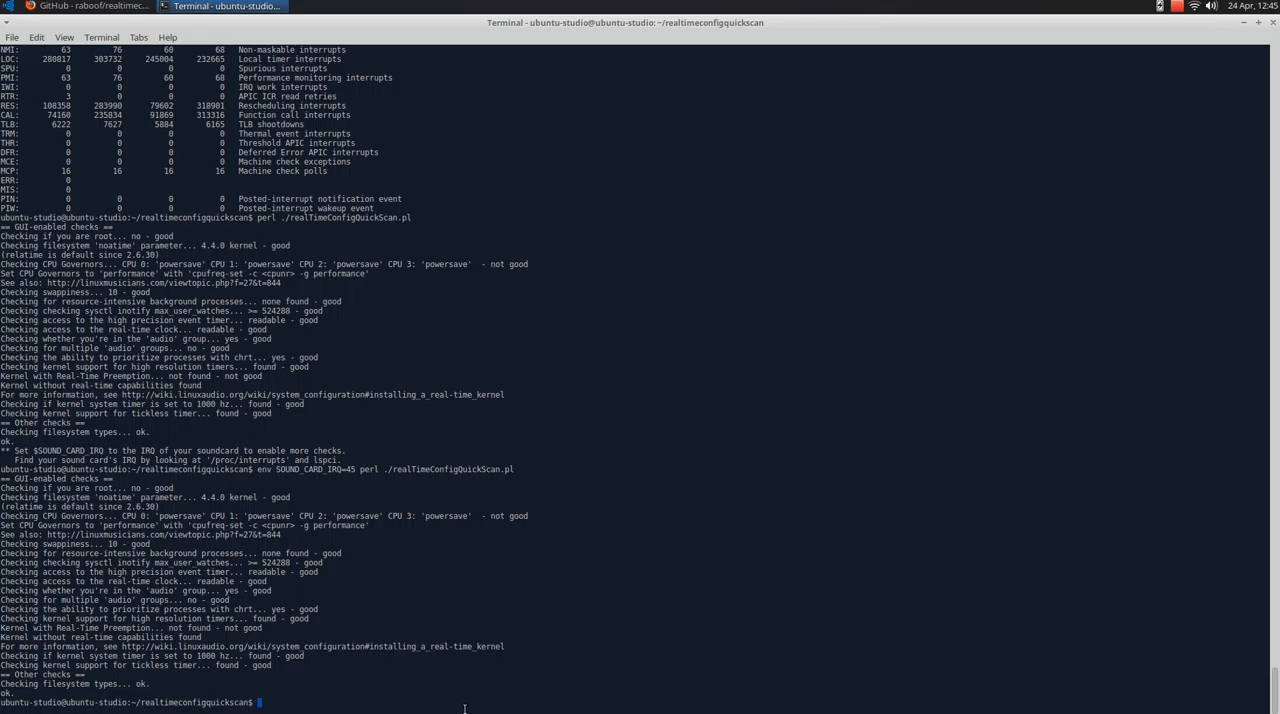 GitHub - raboof/realtimec...
Terminal - ubuntu-studio...
24 Apr, 12:45
Terminal - ubuntu-studio@ubuntu-studio: ~/realtimeconfigquickscan
File Edit View Terminal Tabs Help
NMI: 63 76 60 68 Non-maskable interrupts
LOC: 280817 303732 245004 232665 Local timer interrupts
SPU: 0 0 0 0 Spurious interrupts
PMI: 63 76 60 68 Performance monitoring interrupts
IWI: 0 0 0 0 IRQ work interrupts
RTR: 3 0 0 0 APIC ICR read retries
RES: 108358 283990 79602 318901 Rescheduling interrupts
CAL: 74160 235834 91869 313316 Function call interrupts
TLB: 6222 7627 5884 6165 TLB shootdowns
TRM: 0 0 0 0 Thermal event interrupts
THR: 0 0 0 0 Threshold APIC interrupts
DFR: 0 0 0 0 Deferred Error APIC interrupts
MCE: 0 0 0 0 Machine check exceptions
MCP: 16 16 16 16 Machine check polls
ERR: 0
MIS: 0
PIN: 0 0 0 0 Posted-interrupt notification event
PIW: 0 0 0 0 Posted-interrupt wakeup event
ubuntu-studio@ubuntu-studio:~/realtimeconfigquickscan$ perl ./realTimeConfigQuickScan.pl
== GUI-enabled checks ==
Checking if you are root... no - good
Checking filesystem 'noatime' parameter... 4.4.0 kernel - good
(relatime is default since 2.6.30)
Checking CPU Governors... CPU 0: 'powersave' CPU 1: 'powersave' CPU 2: 'powersave' CPU 3: 'powersave'  - not good
Set CPU Governors to 'performance' with 'cpufreq-set -c <cpunr> -g performance'
See also: http://linuxmusicians.com/viewtopic.php?f=27&t=844
Checking swappiness... 10 - good
Checking for resource-intensive background processes... none found - good
Checking checking sysctl inotify max_user_watches... >= 524288 - good
Checking access to the high precision event timer... readable - good
Checking access to the real-time clock... readable - good
Checking whether you're in the 'audio' group... yes - good
Checking for multiple 'audio' groups... no - good
Checking the ability to prioritize processes with chrt... yes - good
Checking kernel support for high resolution timers... found - good
Kernel with Real-Time Preemption... not found - not good
Kernel without real-time capabilities found
For more information, see http://wiki.linuxaudio.org/wiki/system_configuration#installing_a_real-time_kernel
Checking if kernel system timer is set to 1000 hz... found - good
Checking kernel support for tickless timer... found - good
== Other checks ==
Checking filesystem types... ok.
ok.
** Set $SOUND_CARD_IRQ to the IRQ of your soundcard to enable more checks.
Find your sound card's IRQ by looking at '/proc/interrupts' and lspci.
ubuntu-studio@ubuntu-studio:~/realtimeconfigquickscan$ env SOUND_CARD_IRQ=45 perl ./realTimeConfigQuickScan.pl
== GUI-enabled checks ==
Checking if you are root... no - good
Checking filesystem 'noatime' parameter... 4.4.0 kernel - good
(relatime is default since 2.6.30)
Checking CPU Governors... CPU 0: 'powersave' CPU 1: 'powersave' CPU 2: 'powersave' CPU 3: 'powersave'  - not good
Set CPU Governors to 'performance' with 'cpufreq-set -c <cpunr> -g performance'
See also: http://linuxmusicians.com/viewtopic.php?f=27&t=844
Checking swappiness... 10 - good
Checking for resource-intensive background processes... none found - good
Checking checking sysctl inotify max_user_watches... >= 524288 - good
Checking access to the high precision event timer... readable - good
Checking access to the real-time clock... readable - good
Checking whether you're in the 'audio' group... yes - good
Checking for multiple 'audio' groups... no - good
Checking the ability to prioritize processes with chrt... yes - good
Checking kernel support for high resolution timers... found - good
Kernel with Real-Time Preemption... not found - not good
Kernel without real-time capabilities found
For more information, see http://wiki.linuxaudio.org/wiki/system_configuration#installing_a_real-time_kernel
Checking if kernel system timer is set to 1000 hz... found - good
Checking kernel support for tickless timer... found - good
== Other checks ==
Checking filesystem types... ok.
ok.
ubuntu-studio@ubuntu-studio:~/realtimeconfigquickscan$